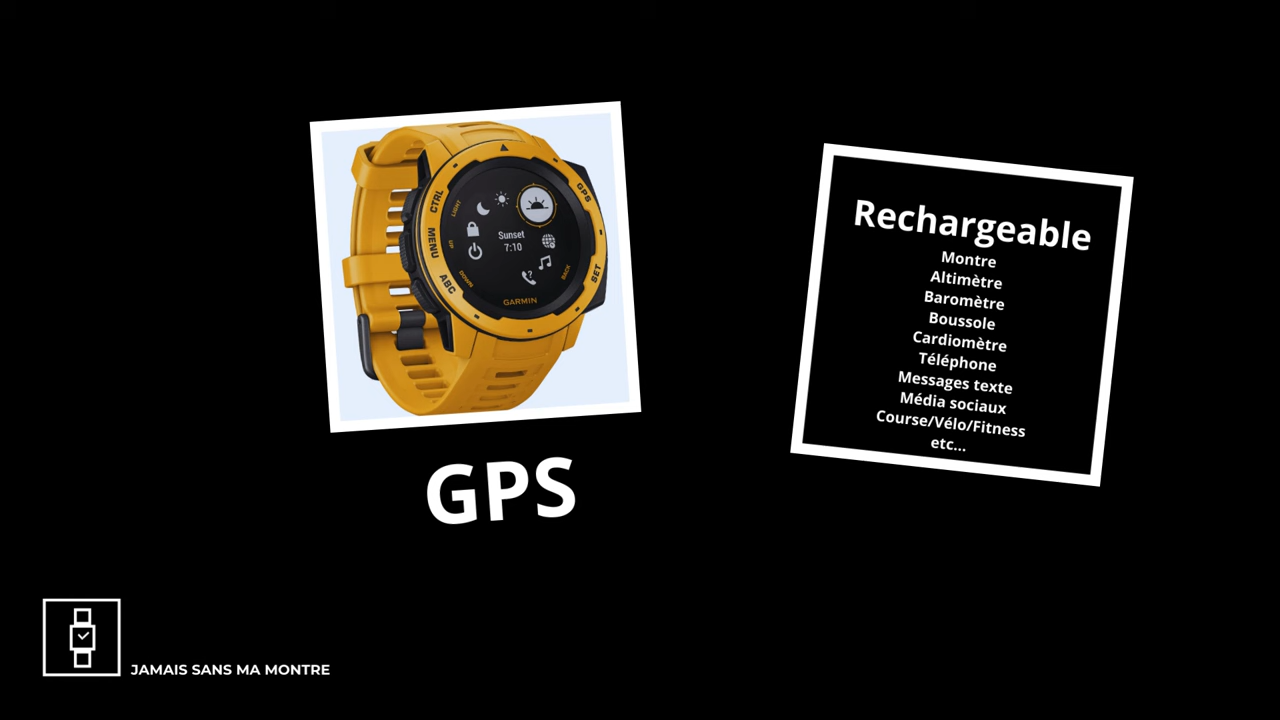 CTRL
LIGHT
GPS
MENU
UP
Sunset
7:10
ABC
DOWN
BACK
SET
GARMIN
GPS
Rechargeable
Montre
Altimètre
Baromètre
Boussole
Cardiomètre
Téléphone
Messages texte
Média sociaux
Course/Vélo/Fitness
etc...
JAMAIS SANS MA MONTRE